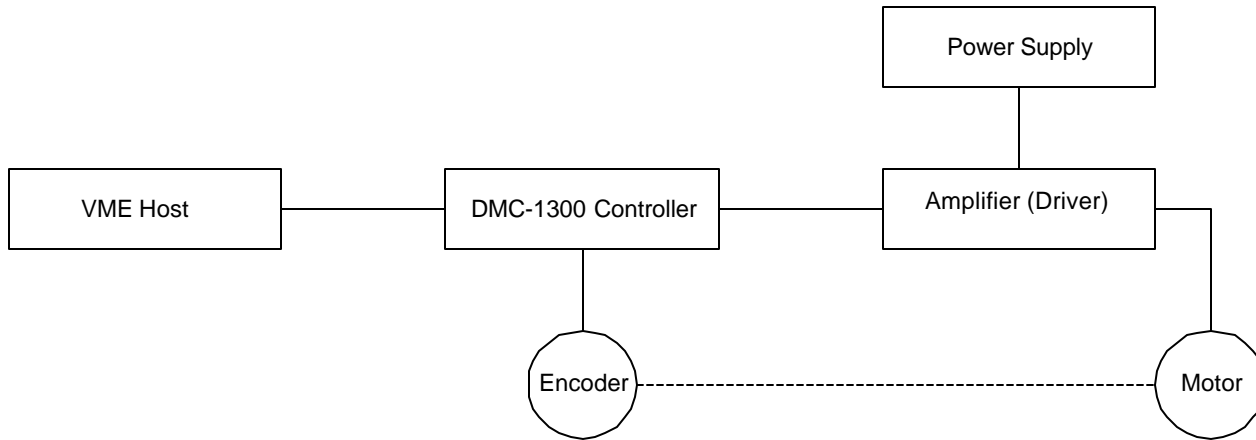 Power Supply
VME Host
DMC-1300 Controller
Amplifier (Driver)
Encoder
Motor